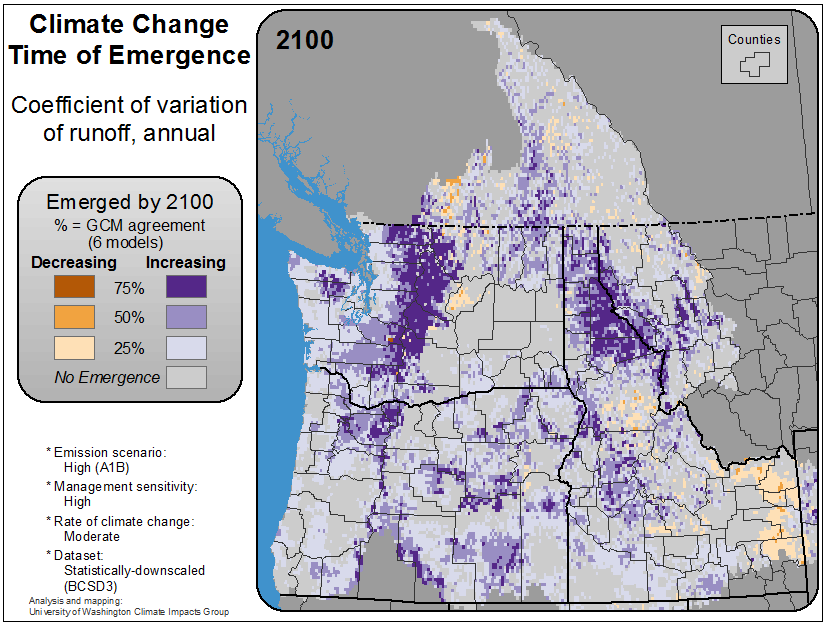 Climate Change
Time of Emergence
Coefficient of variation
of runoff, annual
Emerged by 2100
% = GCM agreement
(6 models)
Decreasing Increasing
75%
50%
25%
No Emergence
* Emission scenario:
High (A1B)
* Management sensitivity:
High
* Rate of climate change:
Moderate
* Dataset:
Statistically-downscaled
(BCSD3)
Analysis and mapping:
University of Washington Climate Impacts Group
2100
Counties